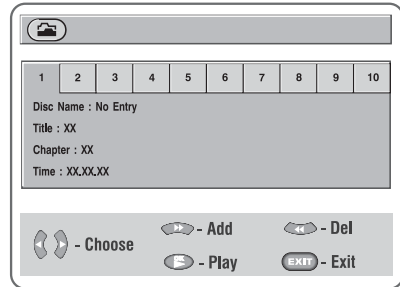 1 2 3 4 5 6 7 8 9 10
Disc Name : No Entry
Title : XX
Chapter : XX
Time : XX.XX.XX
- Choose - Add - Del
- Play EXIT - Exit